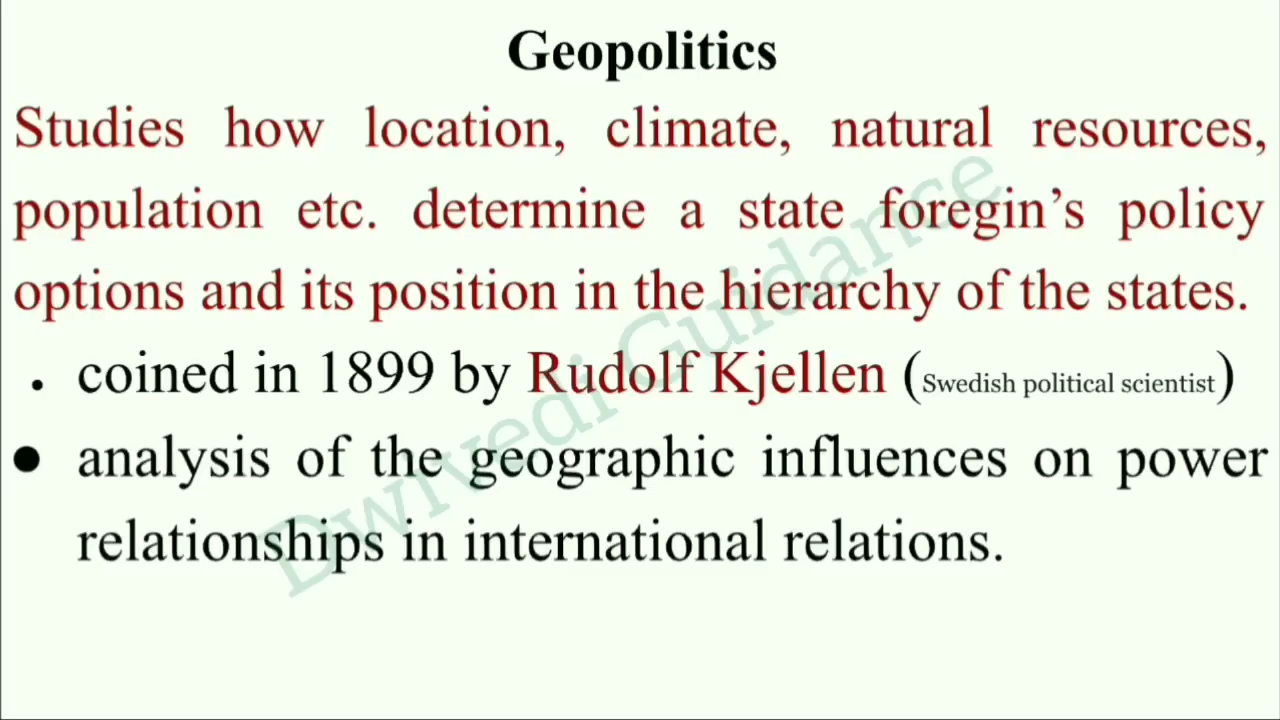 Geopolitics
Studies how location, climate, natural resources,
population etc. determine a state foregin’s policy
options and its position in the hierarchy of the states.
• coined in 1899 by Rudolf Kjellen (Swedish political scientist)
● analysis of the geographic influences on power
relationships in international relations.
Dwivedi Guidance